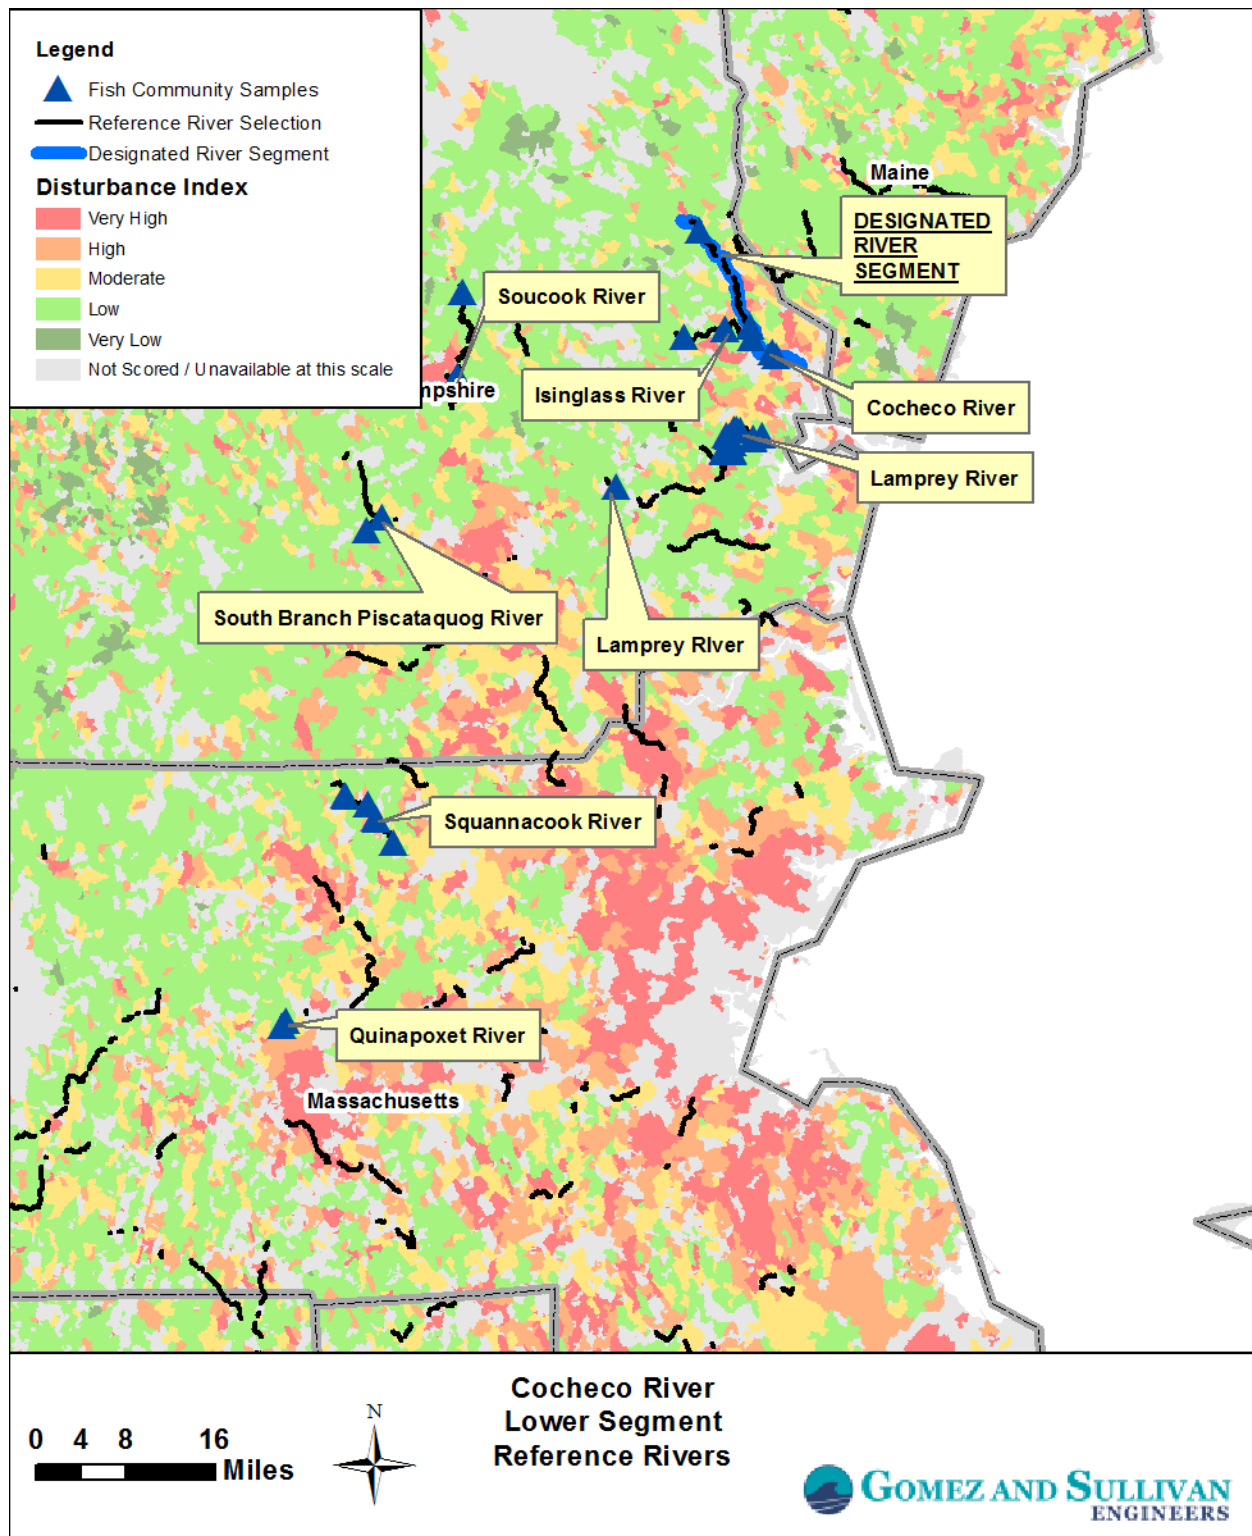 Legend
Fish Community Samples
Reference River Selection
Designated River Segment
Disturbance Index
Very High
High
Moderate
Low
Very Low
Not Scored / Unavailable at this scale
Maine
DESIGNATED
RIVER
SEGMENT
Soucook River
mpshire
Isinglass River
Cocheco River
Lamprey River
South Branch Piscataquog River
Lamprey RIver
Squannacook River
Quinapoxet River
Massachusetts
Cocheco River
Lower Segment
Reference Rivers
0 4 8 16
Miles
N
GOMEZ AND SULLIVAN
ENGINEERS